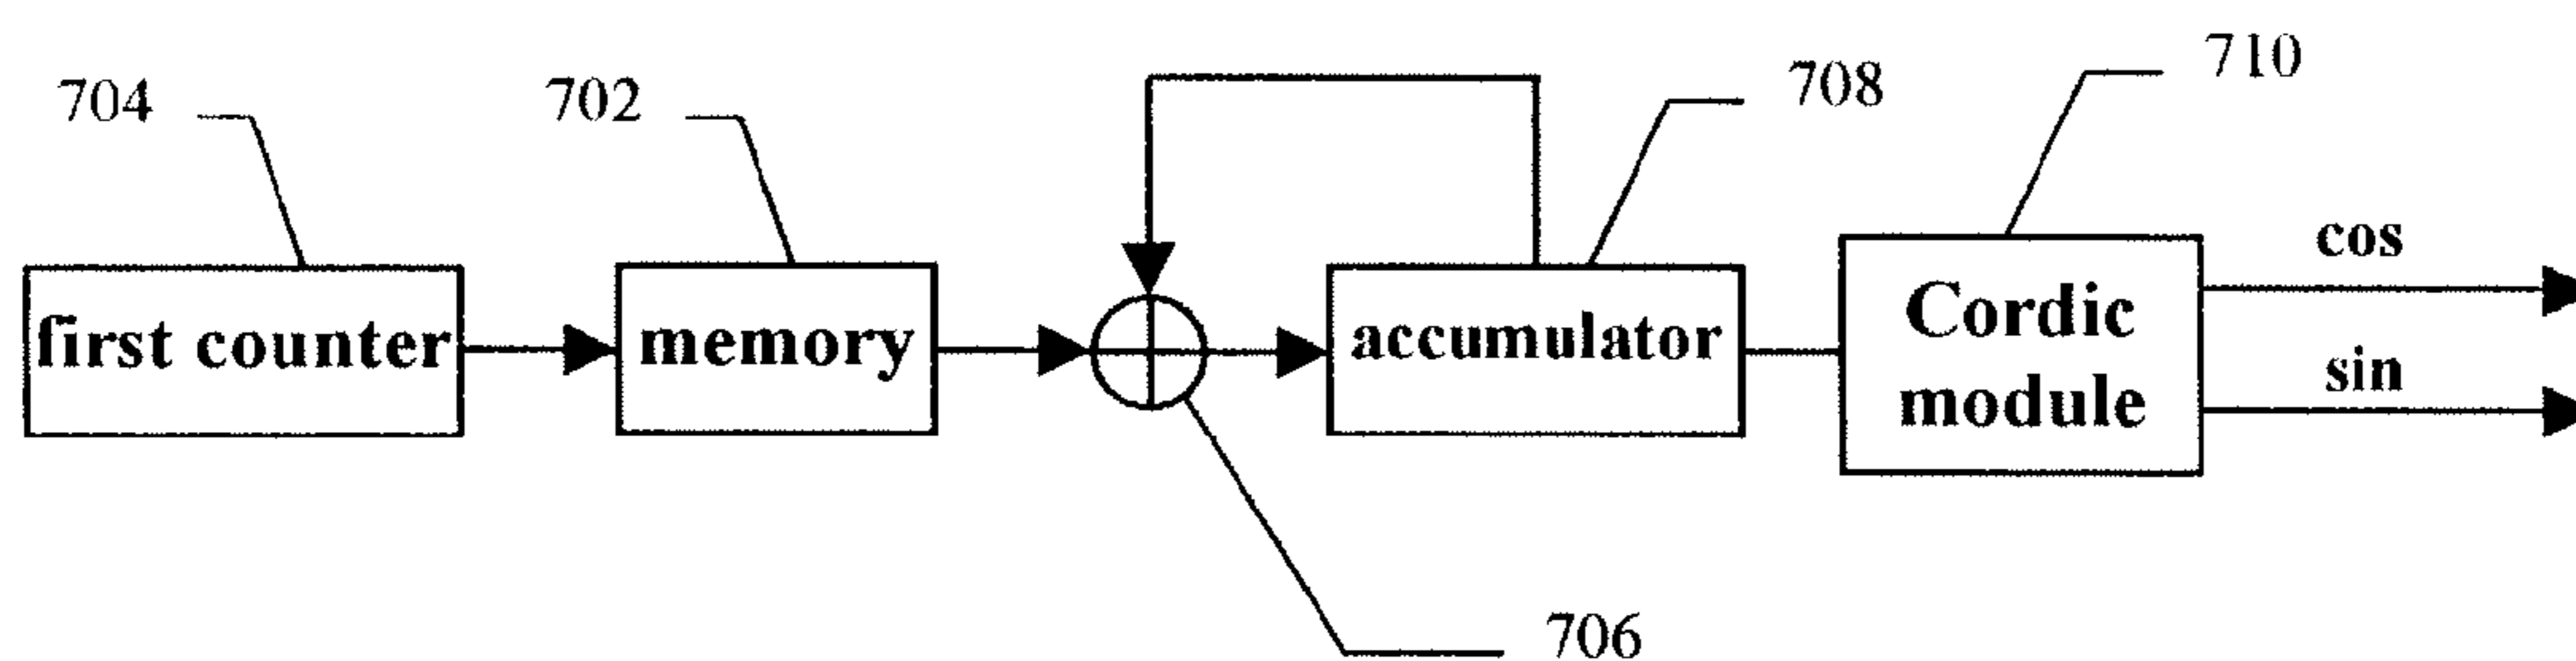 704
702
708
710
first counter
memory
accumulator
Cordic
module
cos
sin
706